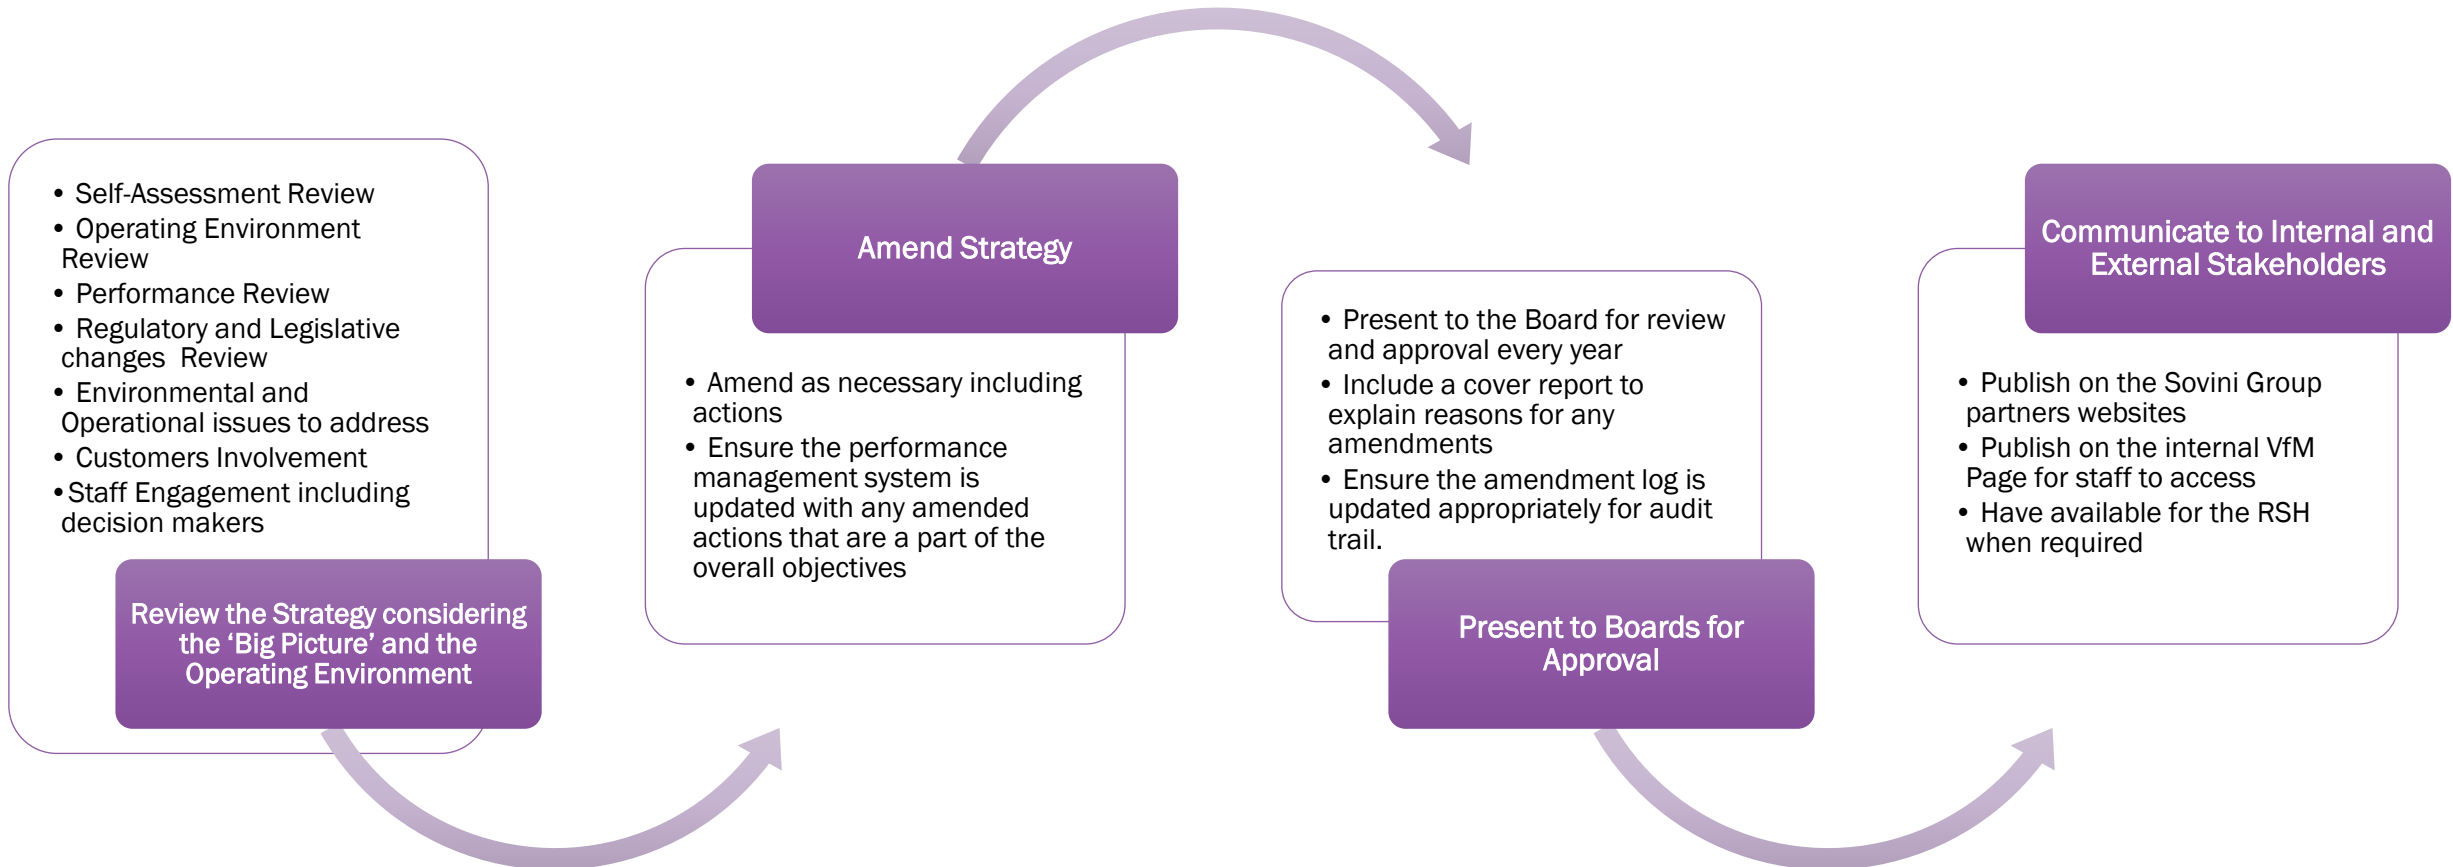 • Self-Assessment Review
• Operating Environment
Review
• Performance Review
• Regulatory and Legislative
changes  Review
• Environmental and
Operational issues to address
• Customers Involvement
•Staff Engagement including
decision makers
Review the Strategy considering
the ‘Big Picture’ and the
Operating Environment
Amend Strategy
• Amend as necessary including
actions
• Ensure the performance
management system is
updated with any amended
actions that are a part of the
overall objectives
• Present to the Board for review
and approval every year
• Include a cover report to
explain reasons for any
amendments
• Ensure the amendment log is
updated appropriately for audit
trail.
Present to Boards for
Approval
Communicate to Internal and
External Stakeholders
• Publish on the Sovini Group
partners websites
• Publish on the internal VfM
Page for staff to access
• Have available for the RSH
when required